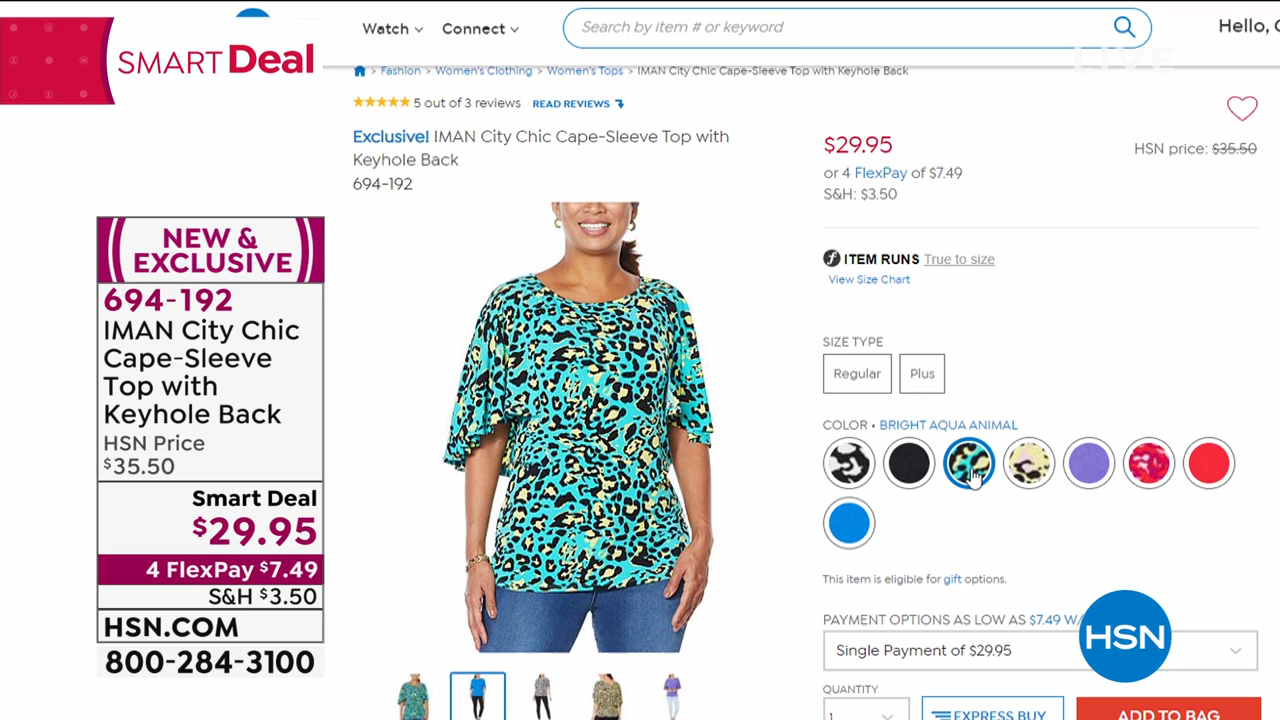 SMART Deal
Watch
Connect
Search by item # or keyword
Hello,
LIVE
> Fashion > Women's Clothing > Women's Tops > IMAN City Chic Cape-Sleeve Top with Keyhole Back
5 out of 3 reviews
READ REVIEWS
Exclusive! IMAN City Chic Cape-Sleeve Top with
Keyhole Back
694-192
$29.95
HSN price: $35.50
or 4 FlexPay of $7.49
S&H: $3.50
ITEM RUNS True to size
View Size Chart
SIZE TYPE
Regular
Plus
COLOR • BRIGHT AQUA ANIMAL
This item is eligible for gift options.
PAYMENT OPTIONS AS LOW AS $7.49
Single Payment of $29.95
QUANTITY
1
EXPRESS BUY
ADD TO BAG
HSN
NEW &
EXCLUSIVE
694-192
IMAN City Chic
Cape-Sleeve
Top with
Keyhole Back
HSN Price
$35.50
Smart Deal
$29.95
4 FlexPay $7.49
S&H $3.50
HSN.COM
800-284-3100